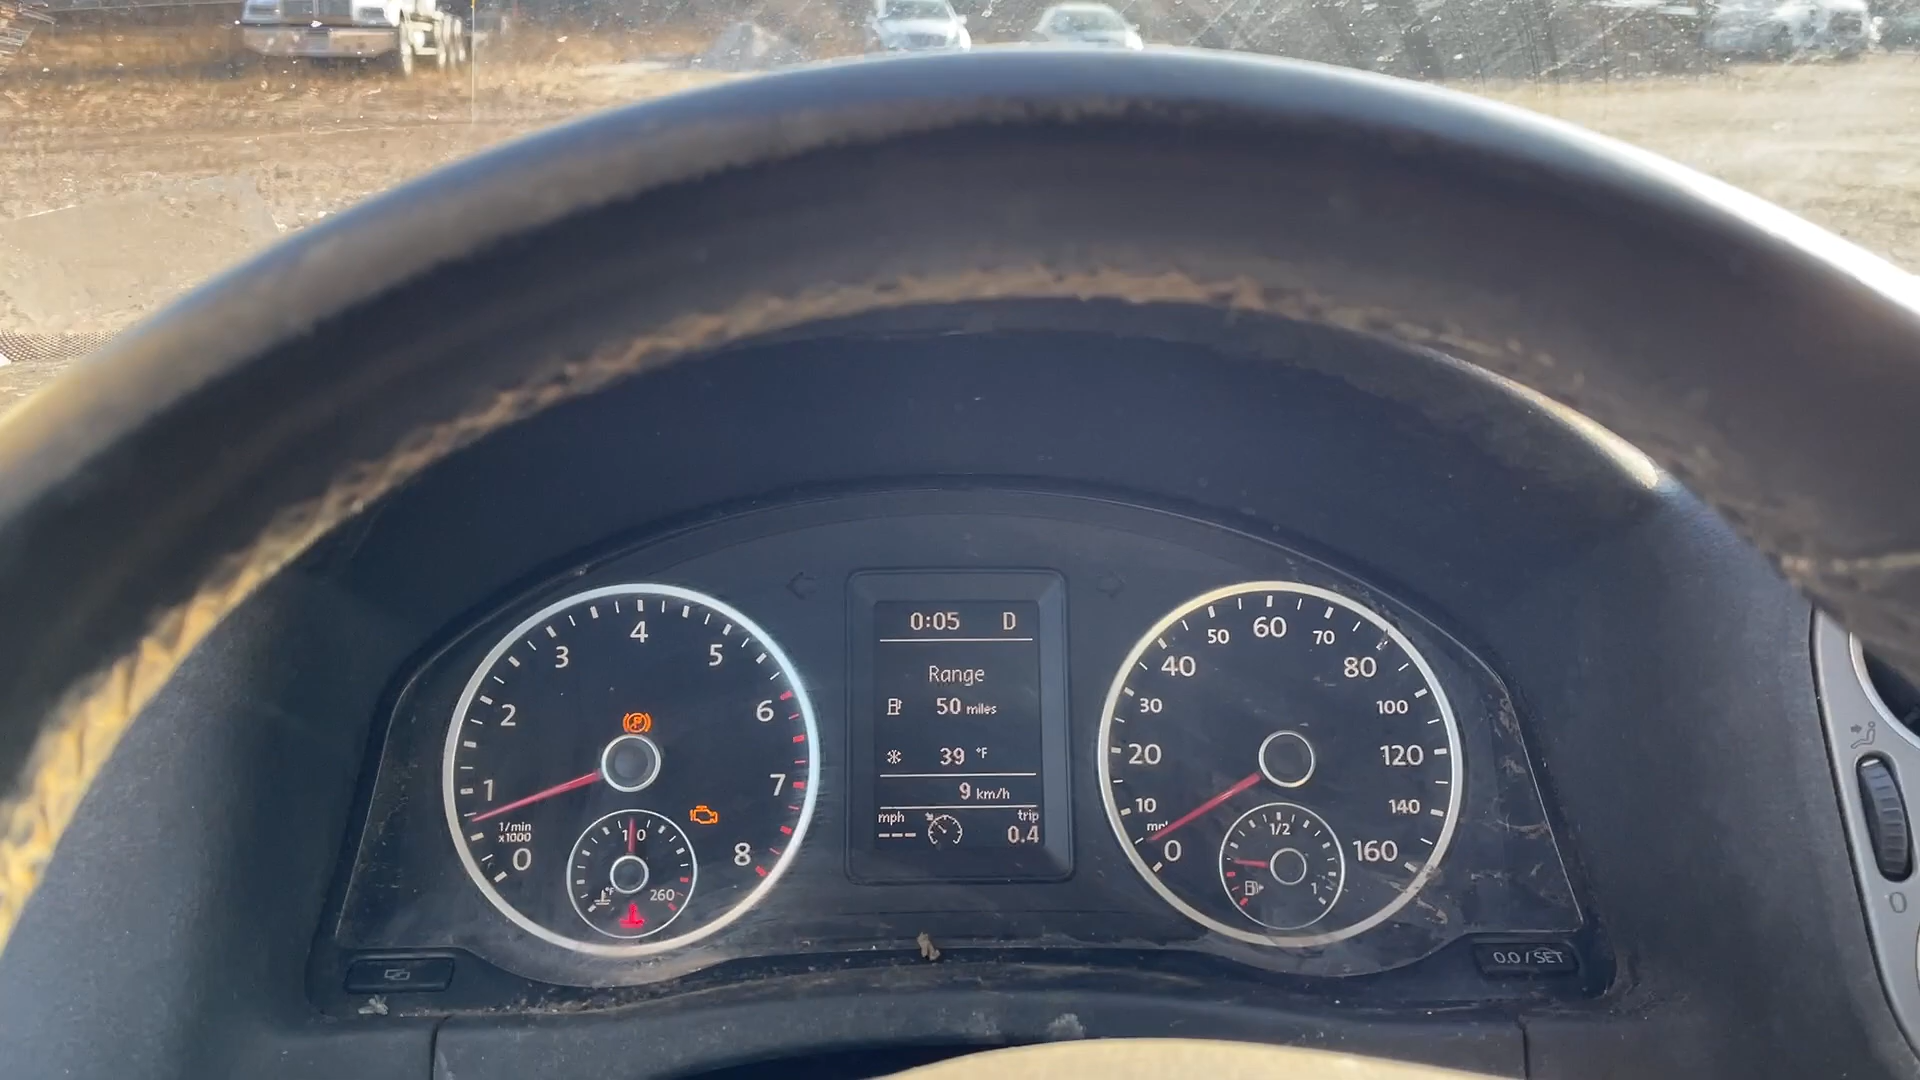 0:05 D
Range
50 miles
39 °F
9 km/h
mph trip
--- 0.4
0 1 2 3 4 5 6 7 8
1/min
x1000
°F 260
0 10 20 30 40 50 60 70 80 100 120 140 160
1/2
1
0.0 / SET
0